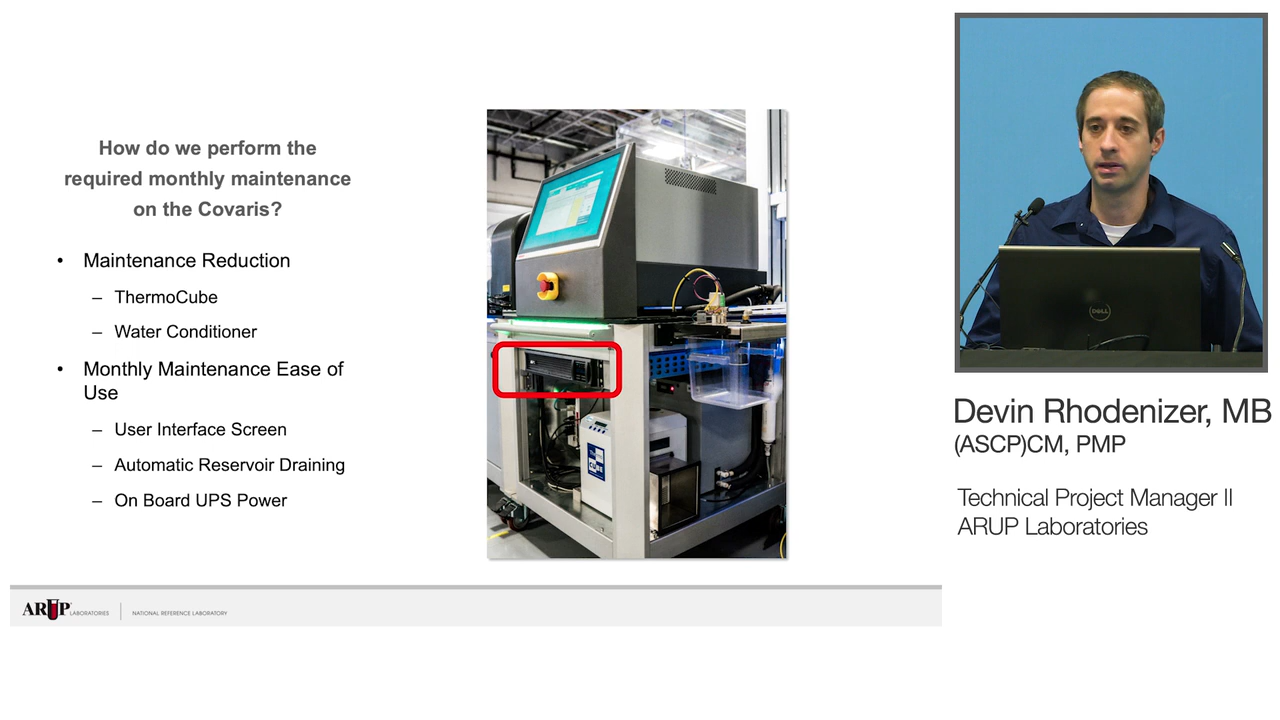 How do we perform the
required monthly maintenance
on the Covaris?
• Maintenance Reduction
– ThermoCube
– Water Conditioner
• Monthly Maintenance Ease of
Use
– User Interface Screen
– Automatic Reservoir Draining
– On Board UPS Power
ARUP LABORATORIES | NATIONAL REFERENCE LABORATORY
DELL
Devin Rhodenizer, MB
(ASCP)CM, PMP
Technical Project Manager II
ARUP Laboratories